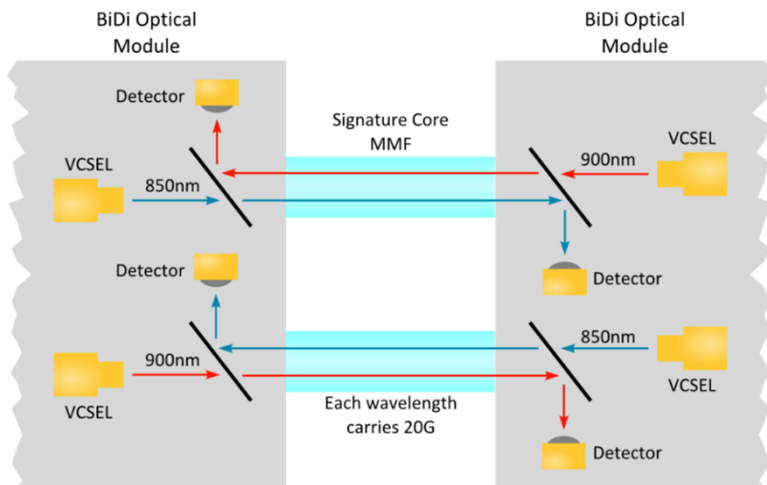 BiDi Optical
Module
BiDi Optical
Module
Detector
Signature Core
MMF
VCSEL
850nm
900nm
VCSEL
Detector
Detector
900nm
VCSEL
850nm
VCSEL
Each wavelength
carries 20G
Detector